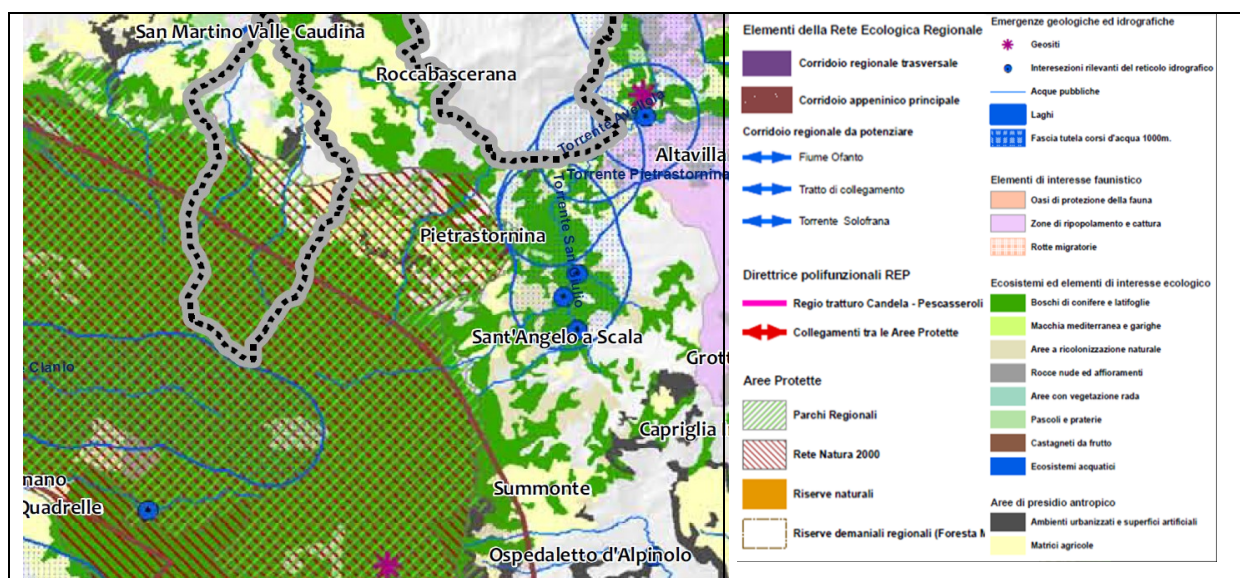 San Martino Valle Caudina
Roccabascerana
Torrente Avellola
Altavilla
Torrente Pietrastornina
Torrente San Giulio
Pietrastornina
Sant'Angelo a Scala
Grott
Clanio
Capriglia I
nano
Quadrelle
Summonte
Ospedaletto d'Alpinolo
Elementi della Rete Ecologica Regionale
Corridoio regionale trasversale
Corridoio appeninico principale
Corridoio regionale da potenziare
Fiume Ofanto
Tratto di collegamento
Torrente Solofrana
Direttrice polifunzionali REP
Regio tratturo Candela - Pescasseroli
Collegamenti tra le Aree Protette
Aree Protette
Parchi Regionali
Rete Natura 2000
Riserve naturali
Riserve demaniali regionali (Foresta M
Emergenze geologiche ed idrografiche
Geositi
Interesezioni rilevanti del reticolo idrografico
Acque pubbliche
Laghi
Fascia tutela corsi d'acqua 1000m.
Elementi di interesse faunistico
Oasi di protezione della fauna
Zone di ripopolamento e cattura
Rotte migratorie
Ecosistemi ed elementi di interesse ecologico
Boschi di conifere e latifoglie
Macchia mediterranea e garighe
Aree a ricolonizzazione naturale
Rocce nude ed affioramenti
Aree con vegetazione rada
Pascoli e praterie
Castagneti da frutto
Ecosistemi acquatici
Aree di presidio antropico
Ambienti urbanizzati e superfici artificiali
Matrici agricole